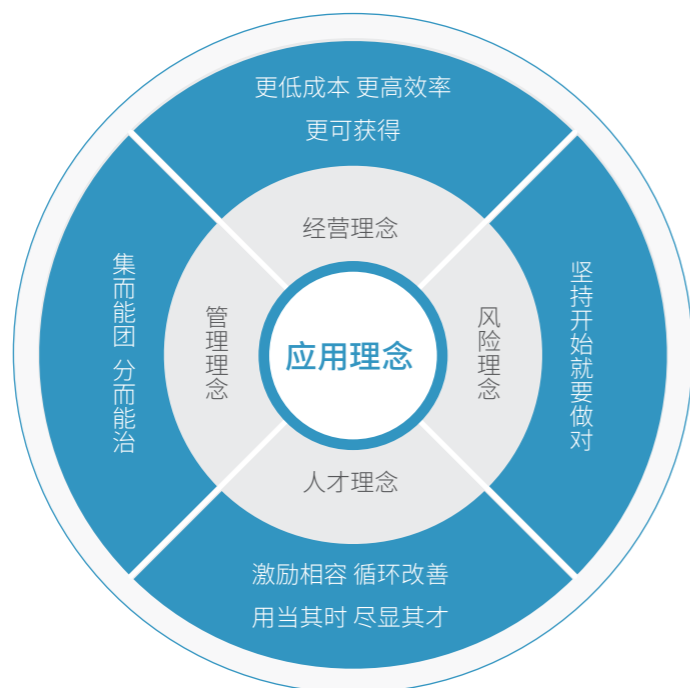 更低成本 更高效率
更可获得
经营理念
集而能团 分而能治
管理理念
应用理念
风险理念
坚持开始就要做对
人才理念
激励相容 循环改善
用当其时 尽显其才